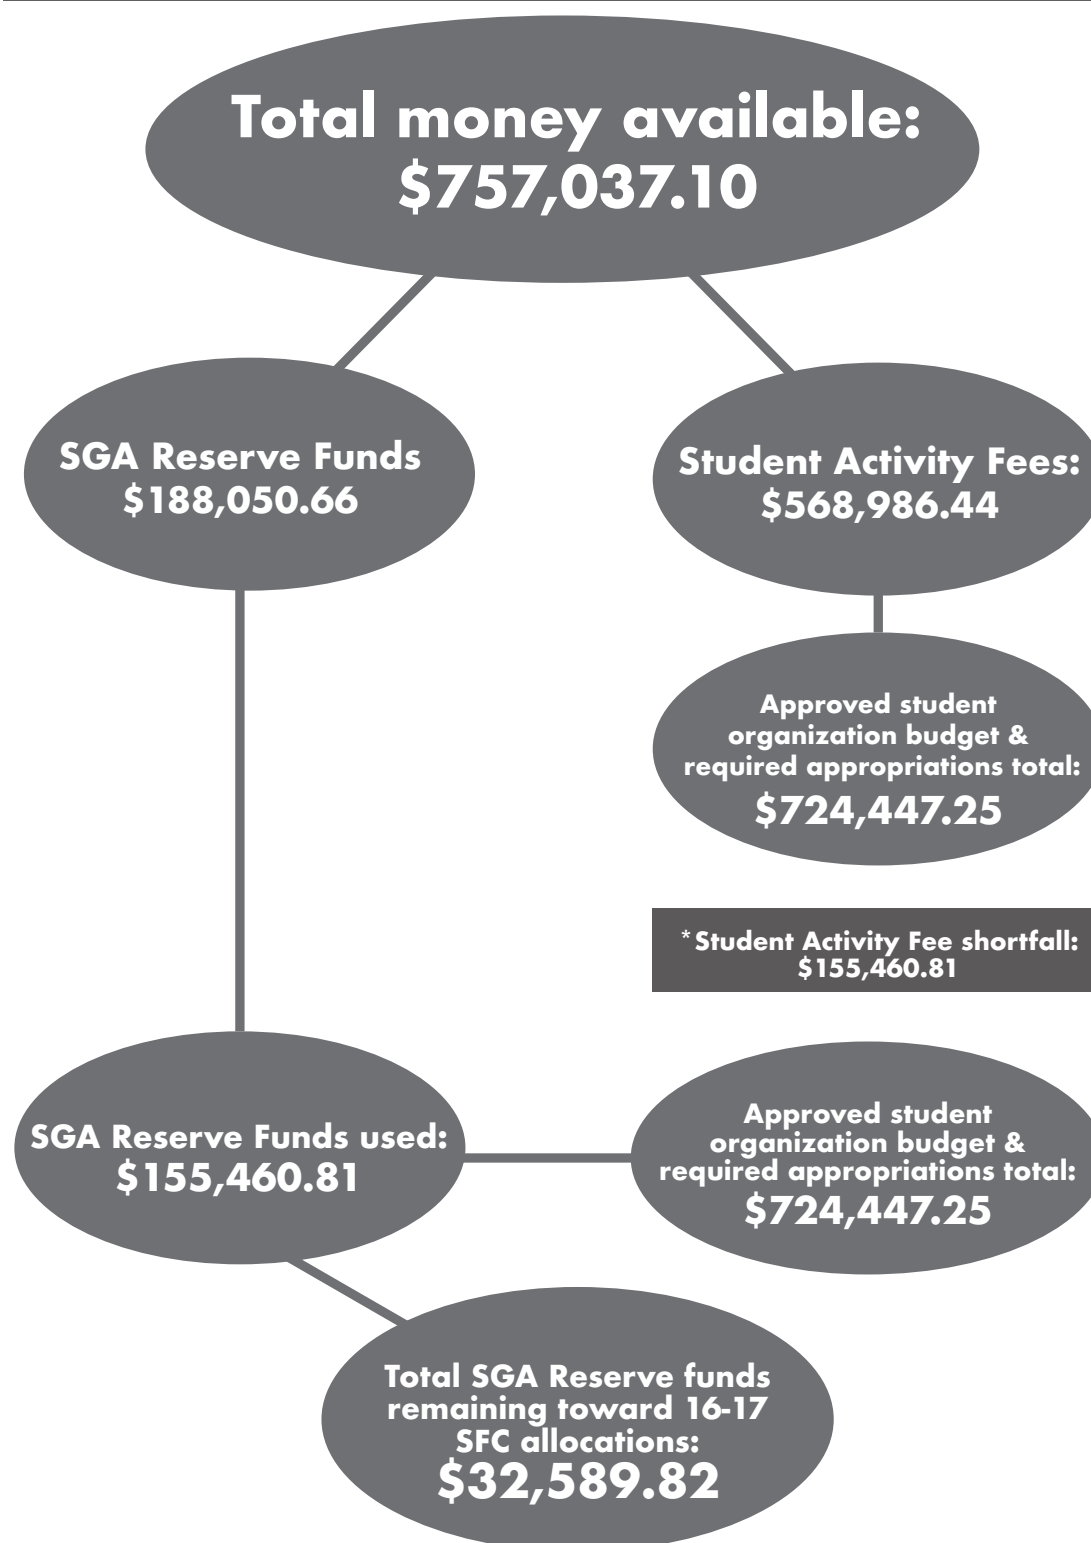 Total money available:
$757,037.10
SGA Reserve Funds
$188,050.66
Student Activity Fees:
$568,986.44
Approved student
organization budget &
required appropriations total:
$724,447.25
*Student Activity Fee shortfall:
$155,460.81
SGA Reserve Funds used:
$155,460.81
Approved student
organization budget &
required appropriations total:
$724,447.25
Total SGA Reserve funds
remaining toward 16-17
SFC allocations:
$32,589.82